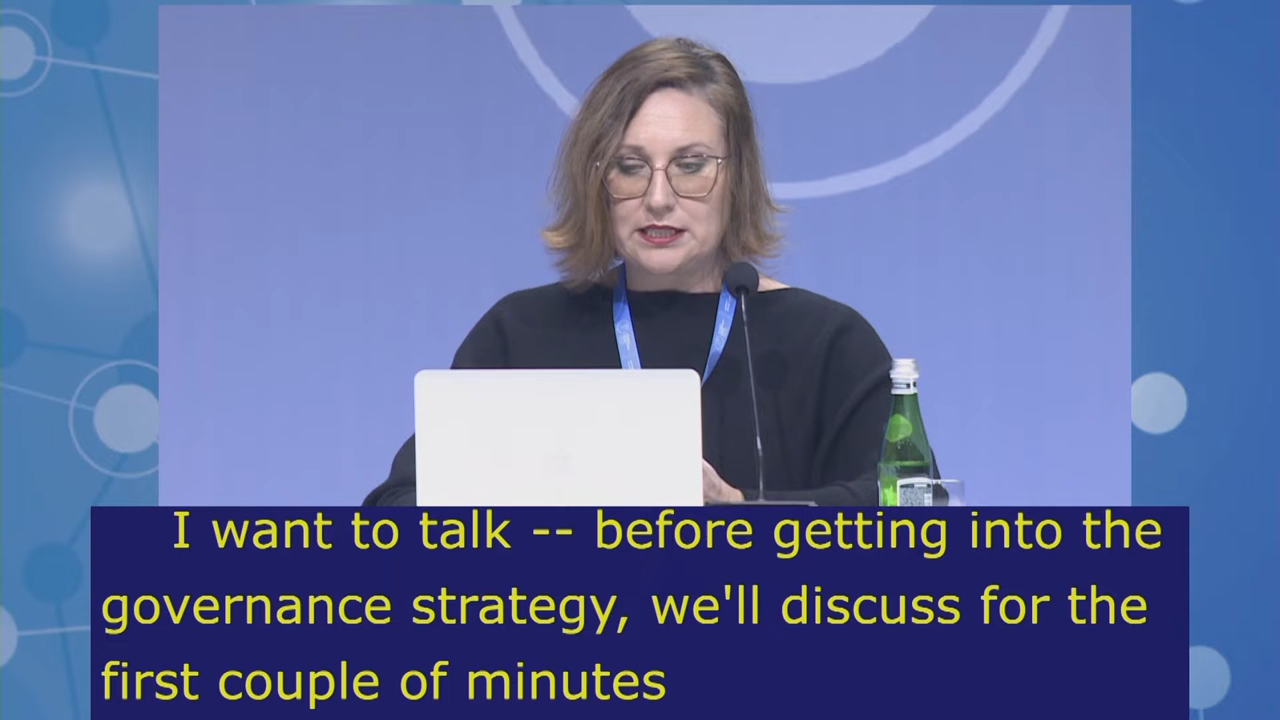 I want to talk -- before getting into the
governance strategy, we'll discuss for the
first couple of minutes